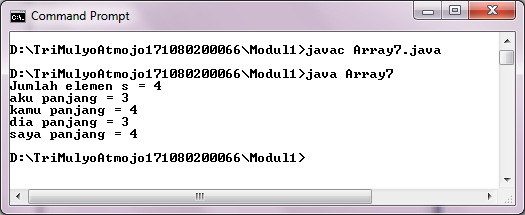 Command Prompt
D:\TriMulyoAtmojo171080200066\Modul1>javac Array7.java
D:\TriMulyoAtmojo171080200066\Modul1>java Array7
Jumlah elemen s = 4
aku panjang = 3
kamu panjang = 4
dia panjang = 3
saya panjang = 4
D:\TriMulyoAtmojo171080200066\Modul1>